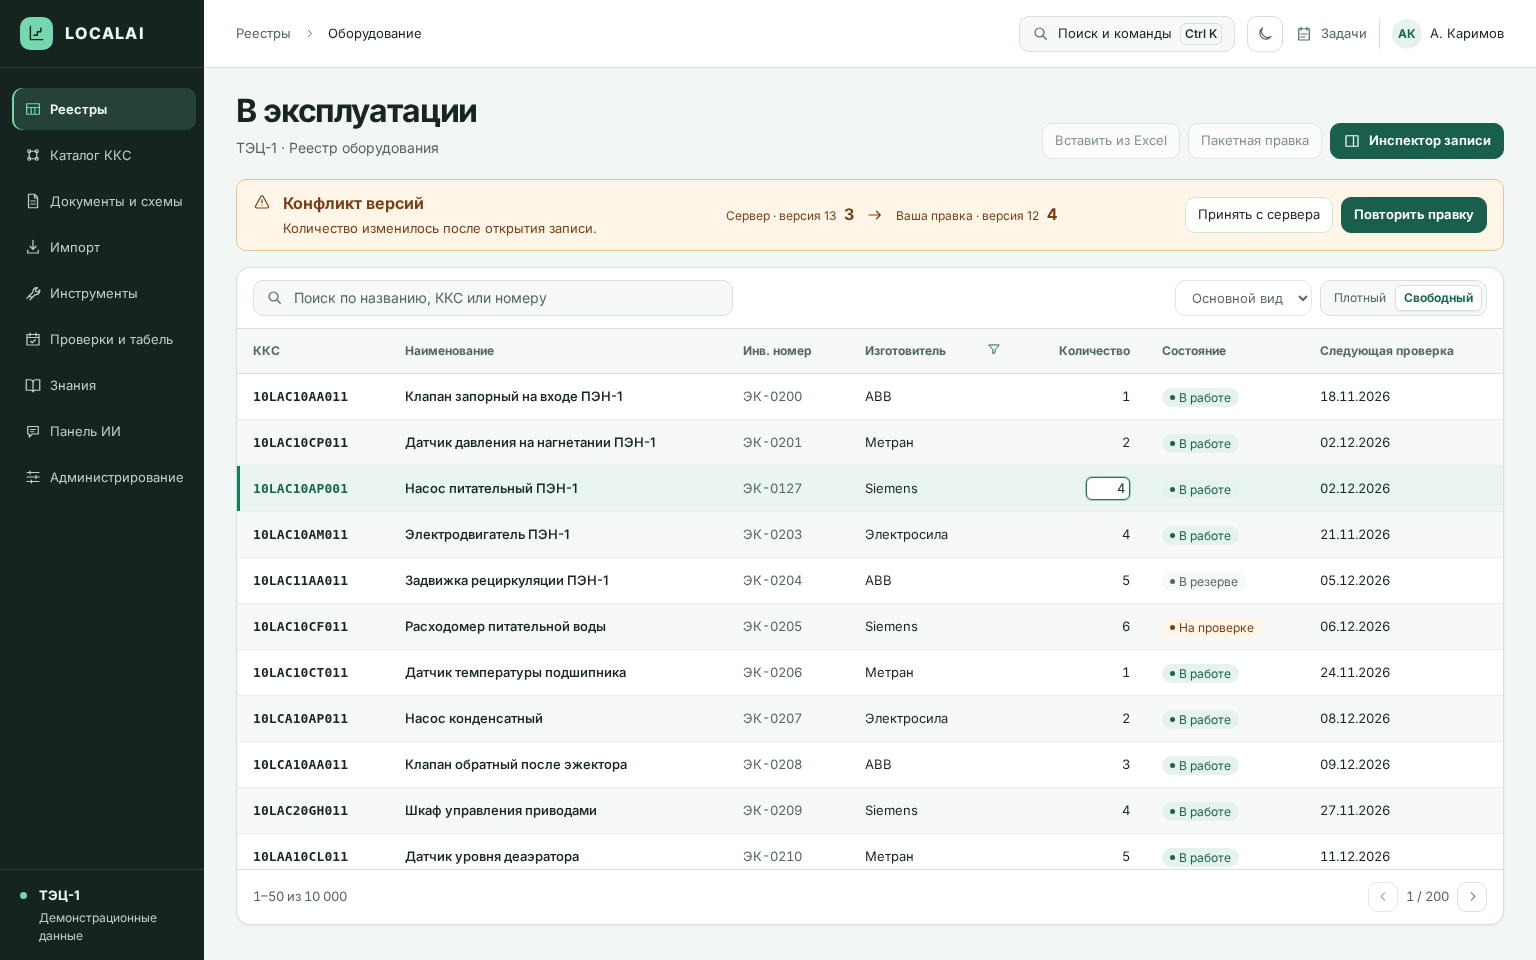 LOCALAI
Реестры
Каталог ККС
Документы и схемы
Импорт
Инструменты
Проверки и табель
Знания
Панель ИИ
Администрирование
ТЭЦ-1
Демонстрационные
данные
Реестры > Оборудование
Поиск и команды Ctrl K
Задачи
АК А. Каримов
В эксплуатации
ТЭЦ-1 · Реестр оборудования
Вставить из Excel
Пакетная правка
Инспектор записи
Конфликт версий
Количество изменилось после открытия записи.
Сервер · версия 13 3 → Ваша правка · версия 12 4
Принять с сервера
Повторить правку
Поиск по названию, ККС или номеру
Основной вид
Плотный Свободный
ККС Наименование Инв. номер Изготовитель Количество Состояние Следующая проверка
10LAC10AA011 Клапан запорный на входе ПЭН-1 ЭК-0200 ABB 1 В работе 18.11.2026
10LAC10CP011 Датчик давления на нагнетании ПЭН-1 ЭК-0201 Метран 2 В работе 02.12.2026
10LAC10AP001 Насос питательный ПЭН-1 ЭК-0127 Siemens 4 В работе 02.12.2026
10LAC10AM011 Электродвигатель ПЭН-1 ЭК-0203 Электросила 4 В работе 21.11.2026
10LAC11AA011 Задвижка рециркуляции ПЭН-1 ЭК-0204 ABB 5 В резерве 05.12.2026
10LAC10CF011 Расходомер питательной воды ЭК-0205 Siemens 6 На проверке 06.12.2026
10LAC10CT011 Датчик температуры подшипника ЭК-0206 Метран 1 В работе 24.11.2026
10LCA10AP011 Насос конденсатный ЭК-0207 Электросила 2 В работе 08.12.2026
10LCA10AA011 Клапан обратный после эжектора ЭК-0208 ABB 3 В работе 09.12.2026
10LAC20GH011 Шкаф управления приводами ЭК-0209 Siemens 4 В работе 27.11.2026
10LAA10CL011 Датчик уровня деаэратора ЭК-0210 Метран 5 В работе 11.12.2026
1–50 из 10 000
1 / 200